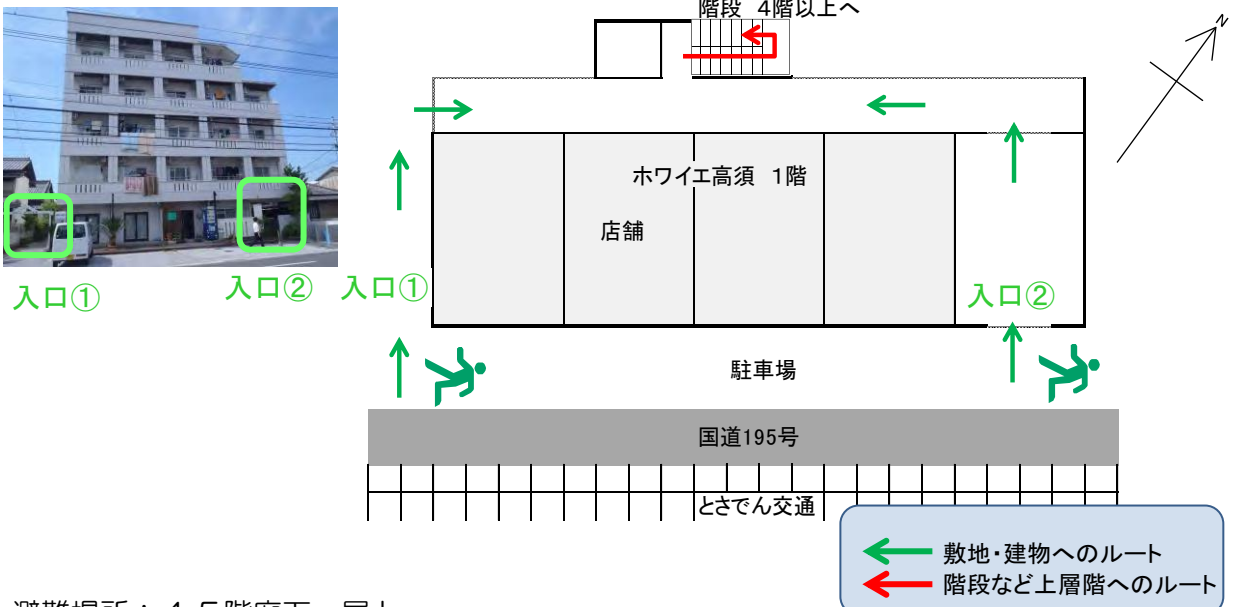 階段 4階以上へ
N
ホワイエ高須 1階
店舗
入口①
入口②
入口①
入口②
駐車場
国道195号
とさでん交通
敷地・建物へのルート
階段など上層階へのルート